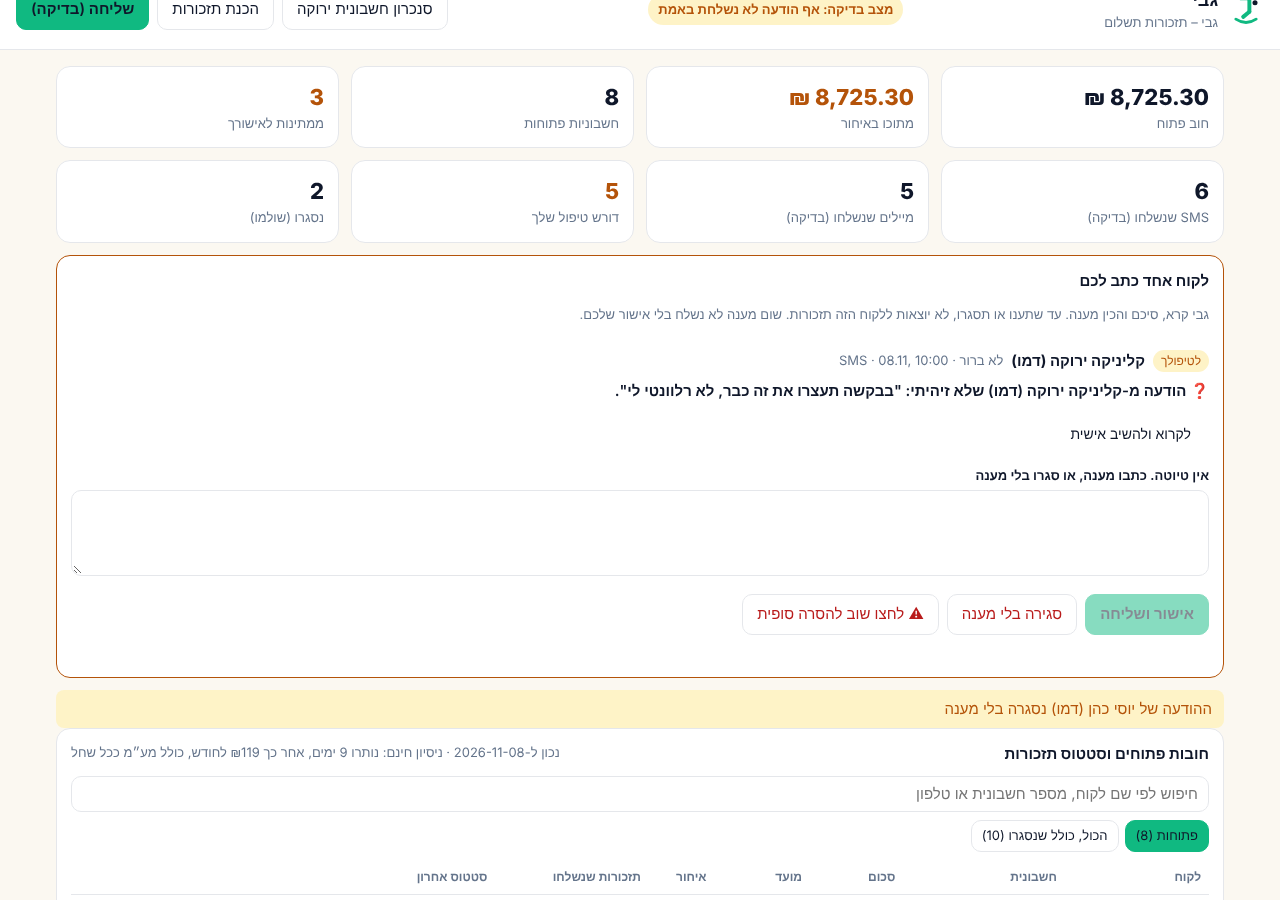 גבי
גבי – תזכורות תשלום
מצב בדיקה: אף הודעה לא נשלחת באמת
סנכרון חשבונית ירוקה
הכנת תזכורות
שליחה (בדיקה)
8,725.30 ₪
חוב פתוח
8,725.30 ₪
מתוכו באיחור
8
חשבוניות פתוחות
3
ממתינות לאישורך
6
SMS שנשלחו (בדיקה)
5
מיילים שנשלחו (בדיקה)
5
דורש טיפול שלך
2
נסגרו (שולמו)
לקוח אחד כתב לכם
גבי קרא, סיכם והכין מענה. עד שתענו או תסגרו, לא יוצאות ללקוח הזה תזכורות. שום מענה לא נשלח בלי אישור שלכם.
לטיפולך קליניקה ירוקה (דמו) לא ברור · SMS · 08.11, 10:00
❓ הודעה מ-קליניקה ירוקה (דמו) שלא זיהיתי: "בבקשה תעצרו את זה כבר, לא רלוונטי לי".
לקרוא ולהשיב אישית
אין טיוטה. כתבו מענה, או סגרו בלי מענה
אישור ושליחה
סגירה בלי מענה
⚠ לחצו שוב להסרה סופית
ההודעה של יוסי כהן (דמו) נסגרה בלי מענה
חובות פתוחים וסטטוס תזכורות
נכון ל-2026-11-08 · ניסיון חינם: נותרו 9 ימים, אחר כך ₪119 לחודש, כולל מע״מ ככל שחל
חיפוש לפי שם לקוח, מספר חשבונית או טלפון
פתוחות (8)
הכול, כולל שנסגרו (10)
לקוח חשבונית סכום מועד איחור תזכורות שנשלחו סטטוס אחרון